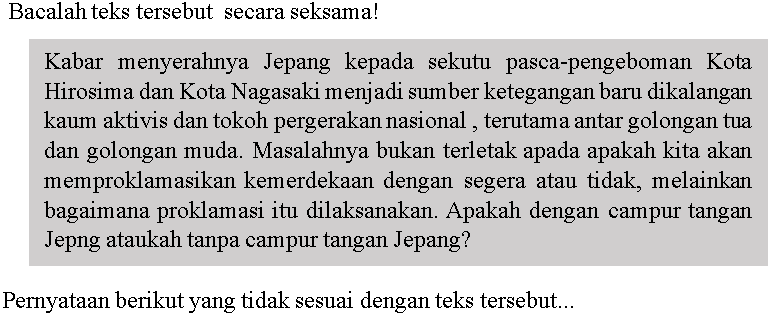 Bacalah teks tersebut secara seksama!
Kabar menyerahnya Jepang kepada sekutu pasca-pengeboman Kota
Hirosima dan Kota Nagasaki menjadi sumber ketegangan baru dikalangan
kaum aktivis dan tokoh pergerakan nasional , terutama antar golongan tua
dan golongan muda. Masalahnya bukan terletak apada apakah kita akan
memproklamasikan kemerdekaan dengan segera atau tidak, melainkan
bagaimana proklamasi itu dilaksanakan. Apakah dengan campur tangan
Jepng ataukah tanpa campur tangan Jepang?
Pernyataan berikut yang tidak sesuai dengan teks tersebut...